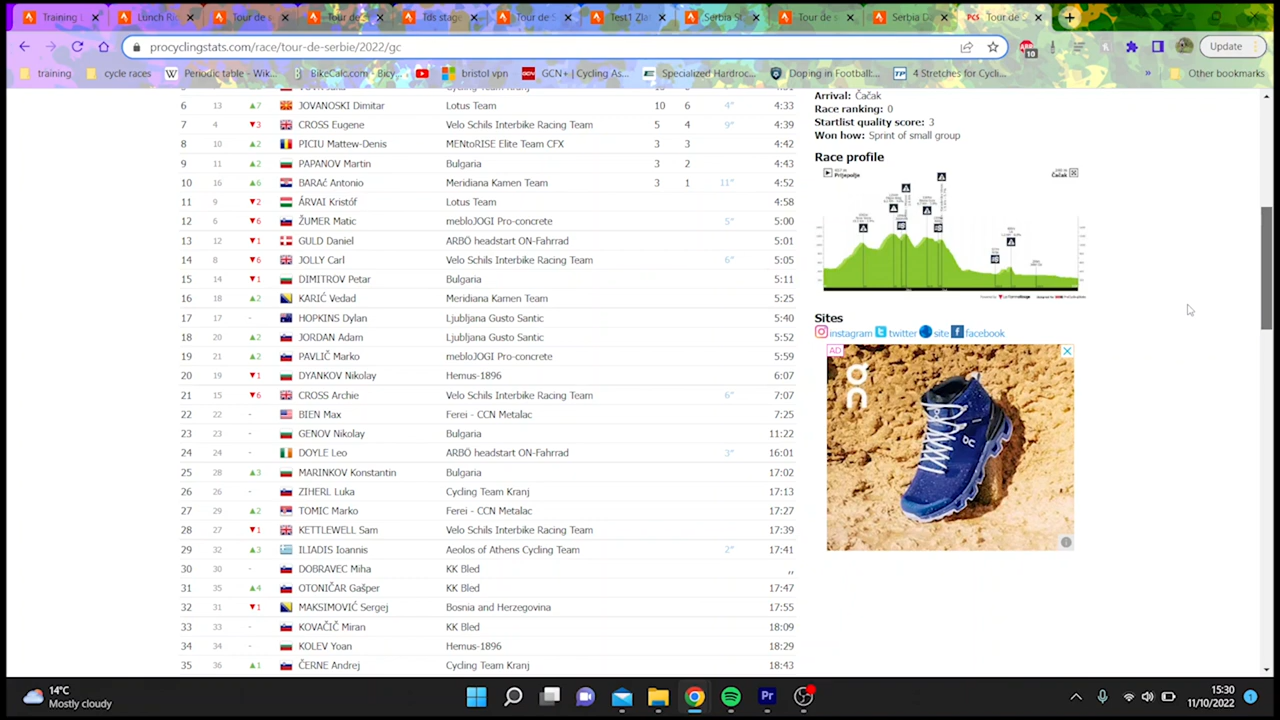 Training l
Lunch Ri
Tour de s
Tour de S
Tds stage
Tour de S
Test1 Zla
Serbia St
Tour de s
Serbia Da
PCS Tour de S
procyclingstats.com/race/tour-de-serbie/2022/gc
10
Update
training
cycle races
W Periodic table - Wik...
BikeCalc.com - Bicy...
bristol vpn
GCN GCN+ | Cycling As...
Specialized Hardroc...
Doping in Football:...
TP 4 Stretches for Cycli...
»
Other bookmarks
6 13 ▲7 JOVANOSKI Dimitar Lotus Team 10 6 4" 4:33
7 4 ▼3 CROSS Eugene Velo Schils Interbike Racing Team 5 4 9" 4:39
8 10 ▲2 PICIU Mattew-Denis MENtoRISE Elite Team CFX 3 3 4:42
9 11 ▲2 PAPANOV Martin Bulgaria 3 2 4:43
10 16 ▲6 BARAć Antonio Meridiana Kamen Team 3 1 11" 4:52
11 9 ▼2 ÁRVAI Kristóf Lotus Team 4:58
12 6 ▼6 ŽUMER Matic mebloJOGI Pro-concrete 5" 5:00
13 12 ▼1 GULD Daniel ARBÖ headstart ON-Fahrrad 5:01
14 8 ▼6 JOLLY Carl Velo Schils Interbike Racing Team 6" 5:05
15 14 ▼1 DIMITROV Petar Bulgaria 5:11
16 18 ▲2 KARIĆ Vedad Meridiana Kamen Team 5:25
17 17 - HOPKINS Dylan Ljubljana Gusto Santic 5:40
18 20 ▲2 JORDAN Adam Ljubljana Gusto Santic 5:52
19 21 ▲2 PAVLIČ Marko mebloJOGI Pro-concrete 5:59
20 19 ▼1 DYANKOV Nikolay Hemus-1896 6:07
21 15 ▼6 CROSS Archie Velo Schils Interbike Racing Team 6" 7:07
22 22 - BIEN Max Ferei - CCN Metalac 7:25
23 23 - GENOV Nikolay Bulgaria 11:22
24 24 - DOYLE Leo ARBÖ headstart ON-Fahrrad 3" 16:01
25 28 ▲3 MARINKOV Konstantin Bulgaria 17:02
26 26 - ZIHERL Luka Cycling Team Kranj 17:13
27 29 ▲2 TOMIC Marko Ferei - CCN Metalac 17:27
28 27 ▼1 KETTLEWELL Sam Velo Schils Interbike Racing Team 17:39
29 32 ▲3 ILIADIS Ioannis Aeolos of Athens Cycling Team 2" 17:41
30 30 - DOBRAVEC Miha KK Bled ,,
31 35 ▲4 OTONIČAR Gašper KK Bled 17:47
32 31 ▼1 MAKSIMOVIĆ Sergej Bosnia and Herzegovina 17:55
33 33 - KOVAČIČ Miran KK Bled 18:09
34 34 - KOLEV Yoan Hemus-1896 18:29
35 36 ▲1 ČERNE Andrej Cycling Team Kranj 18:43
Arrival: Čačak
Race ranking: 0
Startlist quality score: 3
Won how: Sprint of small group
Race profile
Prijepolje
Čačak
Sites
instagram twitter site facebook
AD
14°C
Mostly cloudy
Pr
15:30
11/10/2022
1